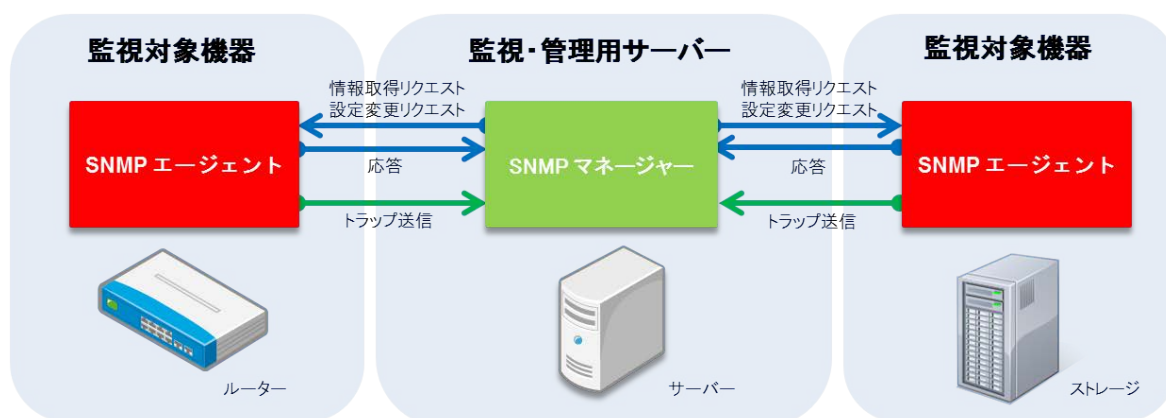 監視対象機器
監視・管理用サーバー
監視対象機器
情報取得リクエスト
設定変更リクエスト
情報取得リクエスト
設定変更リクエスト
SNMP エージェント
応答
SNMP マネージャー
応答
SNMP エージェント
トラップ送信
トラップ送信
ルーター
サーバー
ストレージ